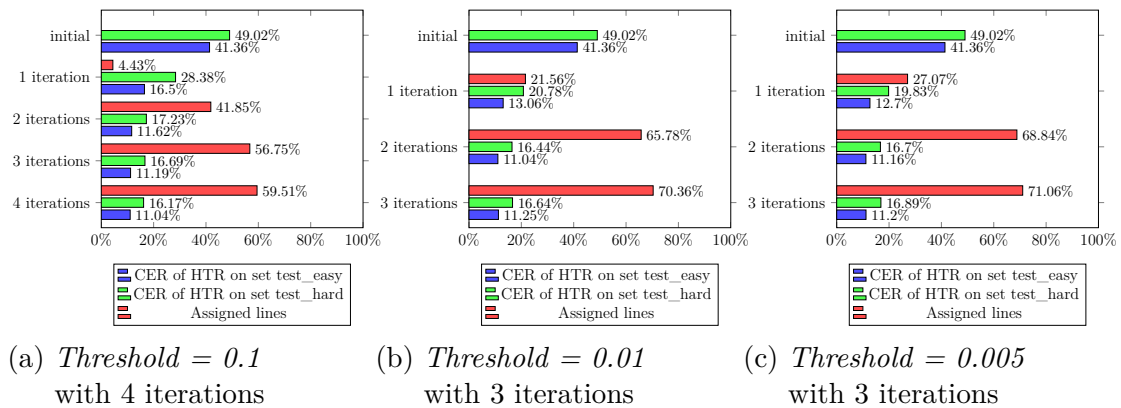 initial
49.02%
41.36%
1 iteration
4.43%
28.38%
16.5%
2 iterations
41.85%
17.23%
11.62%
3 iterations
56.75%
16.69%
11.19%
4 iterations
59.51%
16.17%
11.04%
0% 20% 40% 60% 80% 100%
CER of HTR on set test_easy
CER of HTR on set test_hard
Assigned lines
(a) Threshold = 0.1
with 4 iterations
initial
49.02%
41.36%
1 iteration
21.56%
20.78%
13.06%
2 iterations
65.78%
16.44%
11.04%
3 iterations
70.36%
16.64%
11.25%
0% 20% 40% 60% 80% 100%
CER of HTR on set test_easy
CER of HTR on set test_hard
Assigned lines
(b) Threshold = 0.01
with 3 iterations
initial
49.02%
41.36%
1 iteration
27.07%
19.83%
12.7%
2 iterations
68.84%
16.7%
11.16%
3 iterations
71.06%
16.89%
11.2%
0% 20% 40% 60% 80% 100%
CER of HTR on set test_easy
CER of HTR on set test_hard
Assigned lines
(c) Threshold = 0.005
with 3 iterations